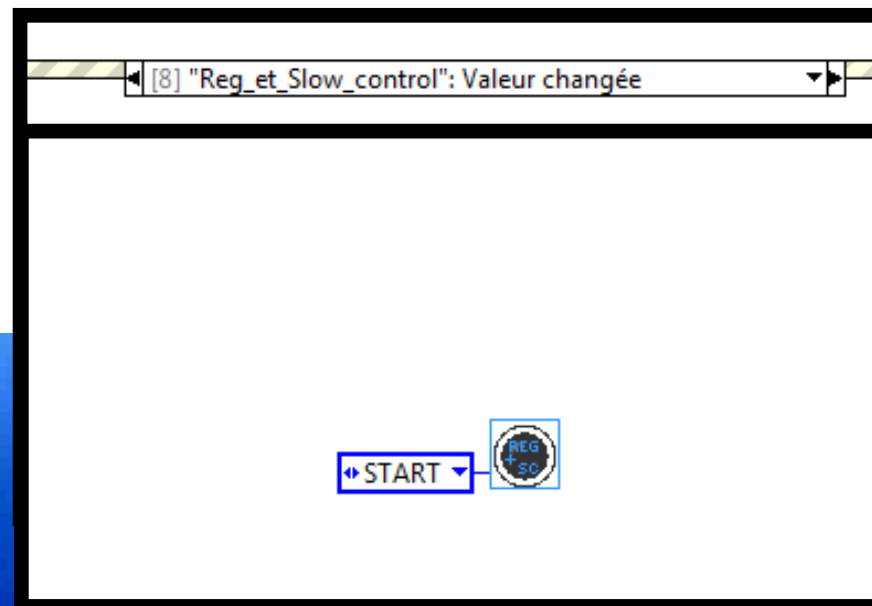 [8] "Reg_et_Slow_control": Valeur changée
START
REG
+ SC